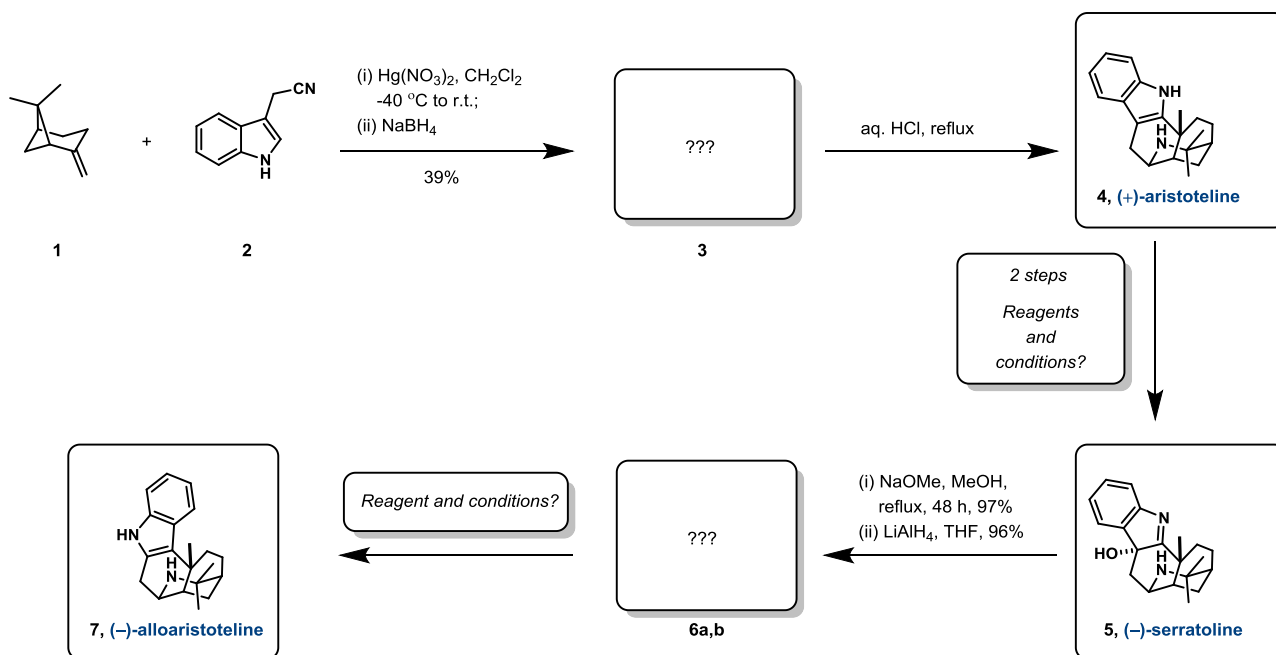 CN
N
H
+
(i) Hg(NO3)2, CH2Cl2
-40 °C to r.t.;
(ii) NaBH4
39%
???
aq. HCl, reflux
NH
H
N
4, (+)-aristoteline
1
2
3
2 steps
Reagents
and
conditions?
HN
H
N
7, (–)-alloaristoteline
Reagent and conditions?
???
6a,b
(i) NaOMe, MeOH,
reflux, 48 h, 97%
(ii) LiAlH4, THF, 96%
N
HO
H
N
5, (–)-serratoline